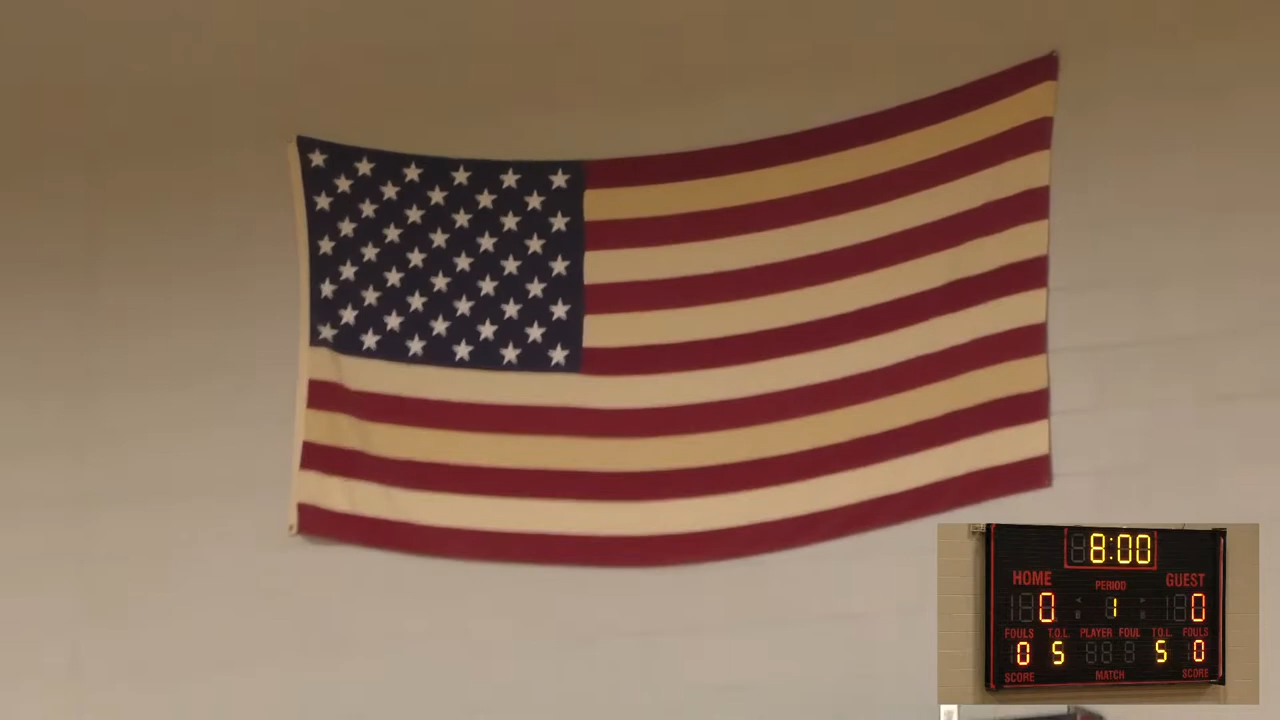 8:00
HOME PERIOD GUEST
0 1 0
FOULS T.O.L. PLAYER FOUL T.O.L. FOULS
0 5 5 0
SCORE MATCH SCORE